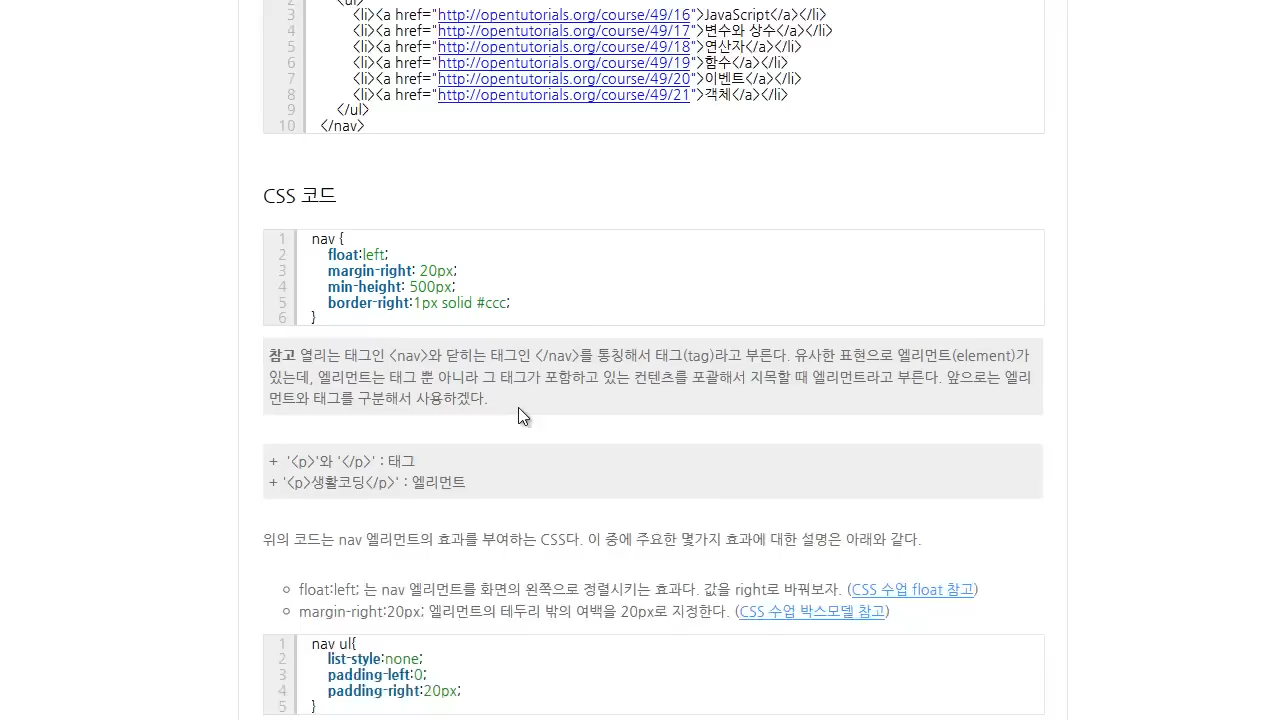 2 <ul>
3 <li><a href="http://opentutorials.org/course/49/16">JavaScript</a></li>
4 <li><a href="http://opentutorials.org/course/49/17">변수와 상수</a></li>
5 <li><a href="http://opentutorials.org/course/49/18">연산자</a></li>
6 <li><a href="http://opentutorials.org/course/49/19">함수</a></li>
7 <li><a href="http://opentutorials.org/course/49/20">이벤트</a></li>
8 <li><a href="http://opentutorials.org/course/49/21">객체</a></li>
9 </ul>
10 </nav>
CSS 코드
1 nav {
2 float:left;
3 margin-right: 20px;
4 min-height: 500px;
5 border-right:1px solid #ccc;
6 }
참고 열리는 태그인 <nav>와 닫히는 태그인 </nav>를 통칭해서 태그(tag)라고 부른다. 유사한 표현으로 엘리먼트(element)가
있는데, 엘리먼트는 태그 뿐 아니라 그 태그가 포함하고 있는 컨텐츠를 포괄해서 지목할 때 엘리먼트라고 부른다. 앞으로는 엘리
먼트와 태그를 구분해서 사용하겠다.
+ '<p>'와 '</p>' : 태그
+ '<p>생활코딩</p>' : 엘리먼트
위의 코드는 nav 엘리먼트의 효과를 부여하는 CSS다. 이 중에 주요한 몇가지 효과에 대한 설명은 아래와 같다.
float:left; 는 nav 엘리먼트를 화면의 왼쪽으로 정렬시키는 효과다. 값을 right로 바꿔보자. (CSS 수업 float 참고)
margin-right:20px; 엘리먼트의 테두리 밖의 여백을 20px로 지정한다. (CSS 수업 박스모델 참고)
1 nav ul{
2 list-style:none;
3 padding-left:0;
4 padding-right:20px;
5 }